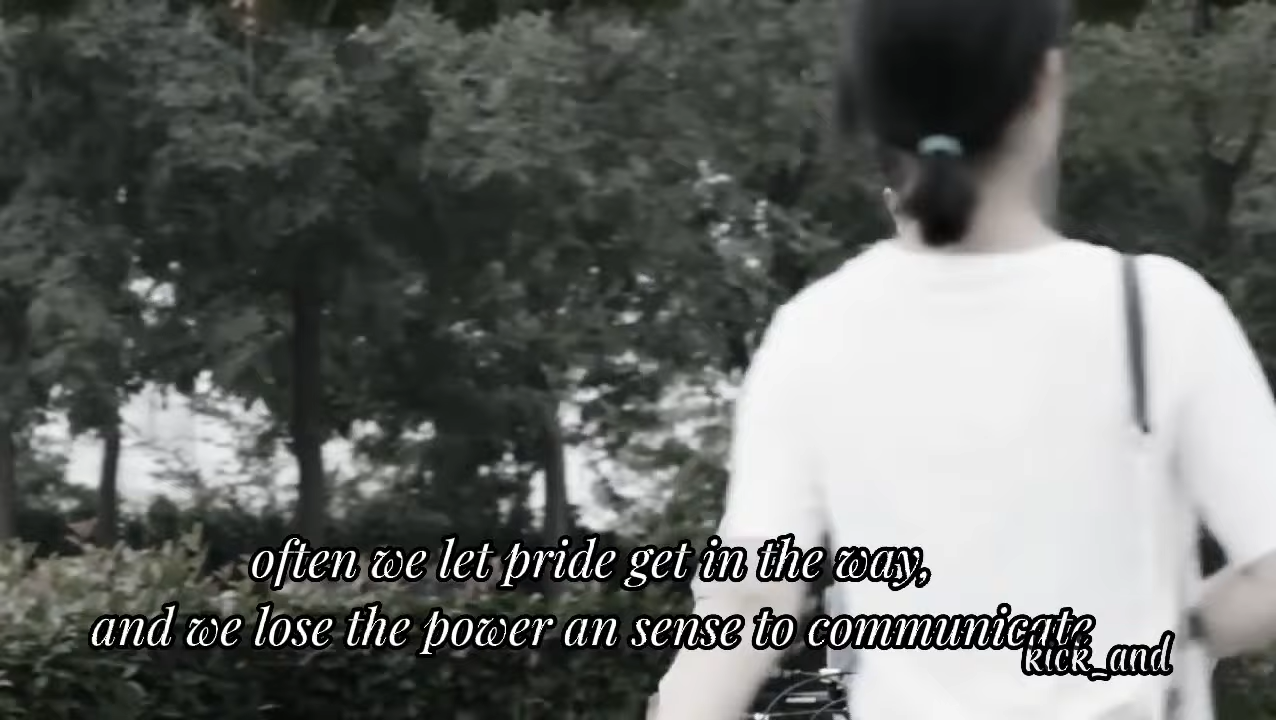 often we let pride get in the way,
and we lose the power an sense to communicate
kick_and